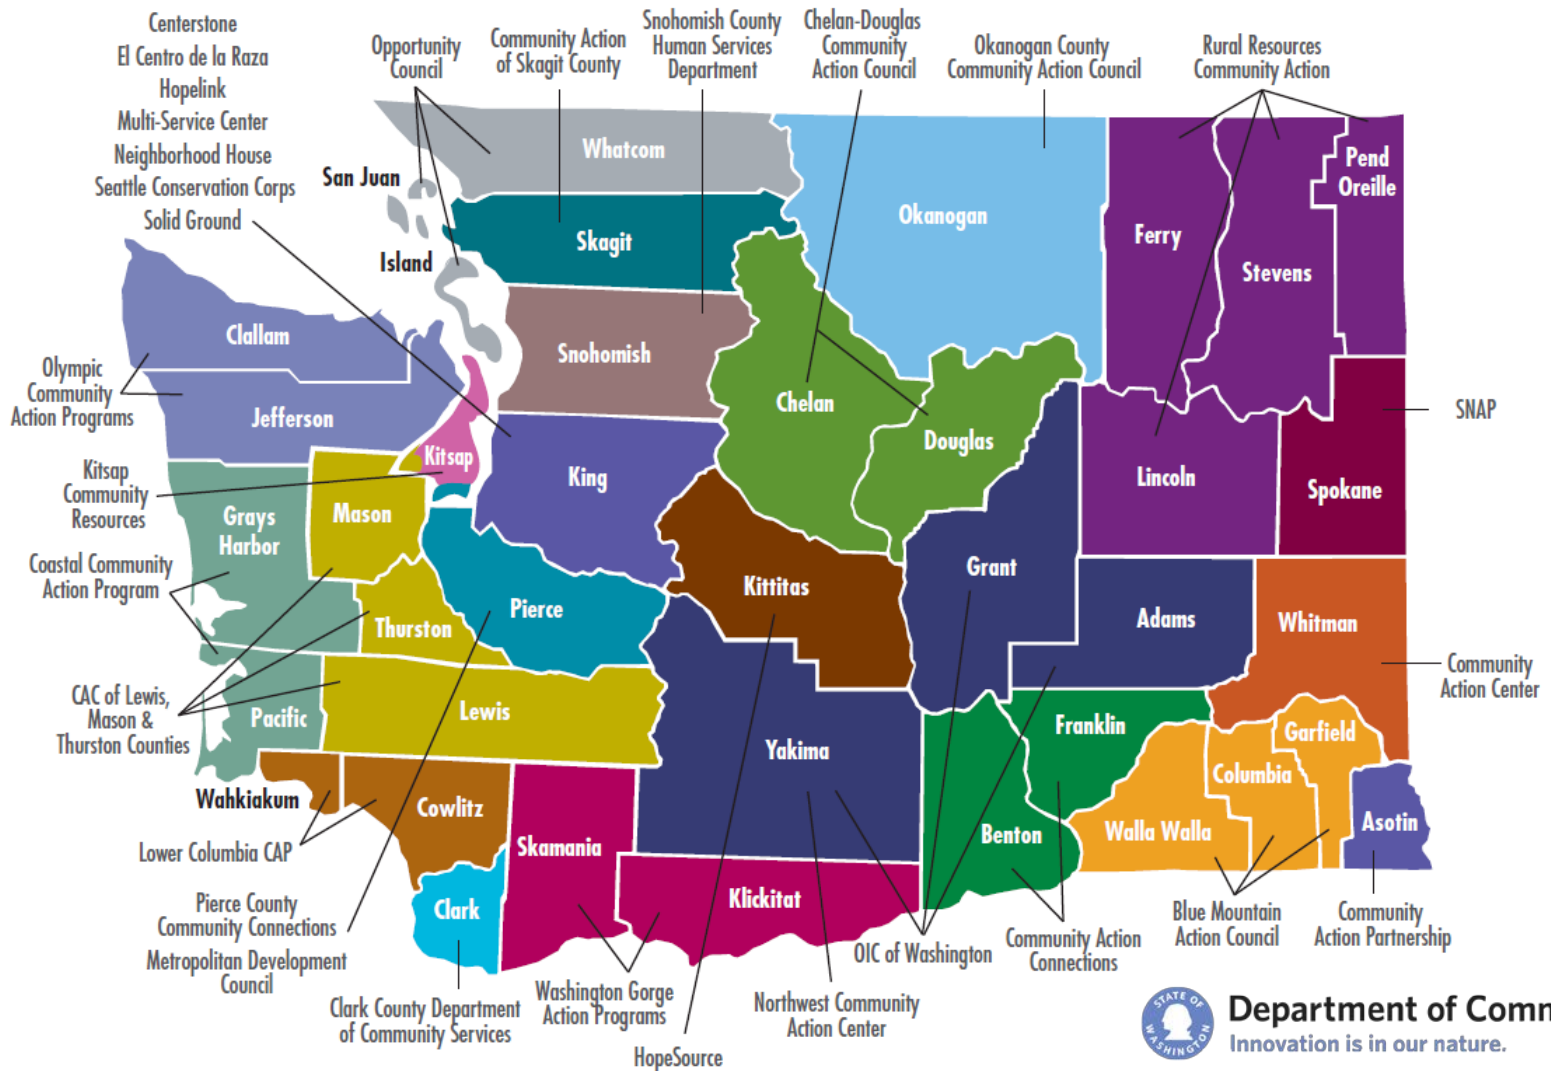 Centerstone
El Centro de la Raza
Hopelink
Multi-Service Center
Neighborhood House
Seattle Conservation Corps
Solid Ground
Opportunity
Council
Community Action
of Skagit County
Snohomish County
Human Services
Department
Chelan-Douglas
Community
Action Council
Okanogan County
Community Action Council
Rural Resources
Community Action
Whatcom
San Juan
Pend
Oreille
Okanogan
Skagit
Ferry
Island
Stevens
Clallam
Snohomish
Olympic
Community
Action Programs
Jefferson
Chelan
Douglas
SNAP
Kitsap
King
Lincoln
Spokane
Kitsap
Community
Resources
Mason
Grays
Harbor
Coastal Community
Action Program
Grant
Kittitas
Pierce
Thurston
Adams
Whitman
Community
Action Center
CAC of Lewis,
Mason &
Thurston Counties
Pacific
Lewis
Yakima
Franklin
Garfield
Columbia
Wahkiakum
Cowlitz
Benton
Walla Walla
Asotin
Lower Columbia CAP
Skamania
Klickitat
Clark
Pierce County
Community Connections
Metropolitan Development
Council
Clark County Department
of Community Services
Washington Gorge
Action Programs
HopeSource
Northwest Community
Action Center
OIC of Washington
Community Action
Connections
Blue Mountain
Action Council
Community
Action Partnership
STATE OF
WASHINGTON
Department of Comm
Innovation is in our nature.